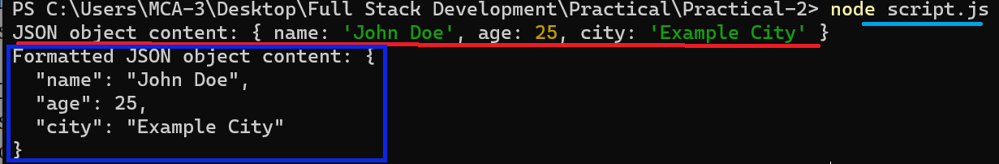 PS C:\Users\MCA-3\Desktop\Full Stack Development\Practical\Practical-2> node script.js
JSON object content: { name: 'John Doe', age: 25, city: 'Example City' }
Formatted JSON object content: {
  "name": "John Doe",
  "age": 25,
  "city": "Example City"
}